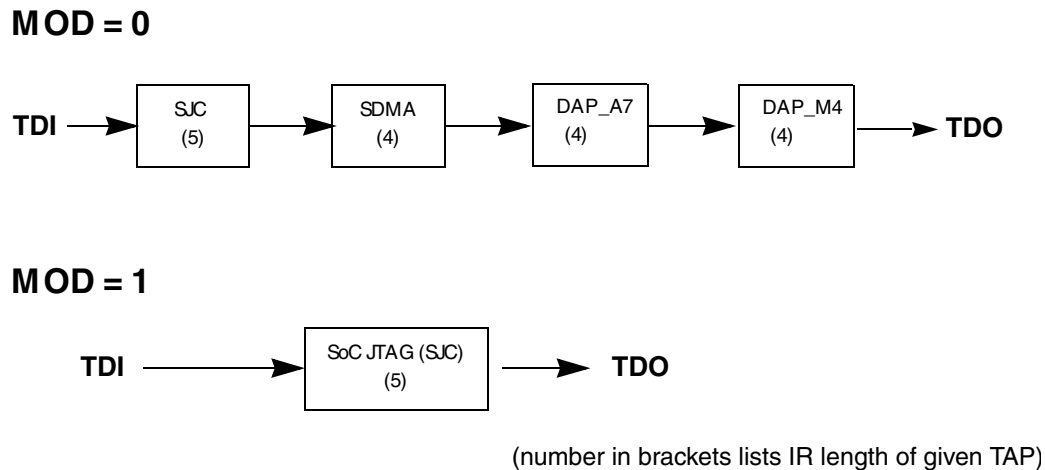 MOD = 0
TDI
SJC
(5)
SDMA
(4)
DAP_A7
(4)
DAP_M4
(4)
TDO
MOD = 1
TDI
SoC JTAG (SJC)
(5)
TDO
(number in brackets lists IR length of given TAP)